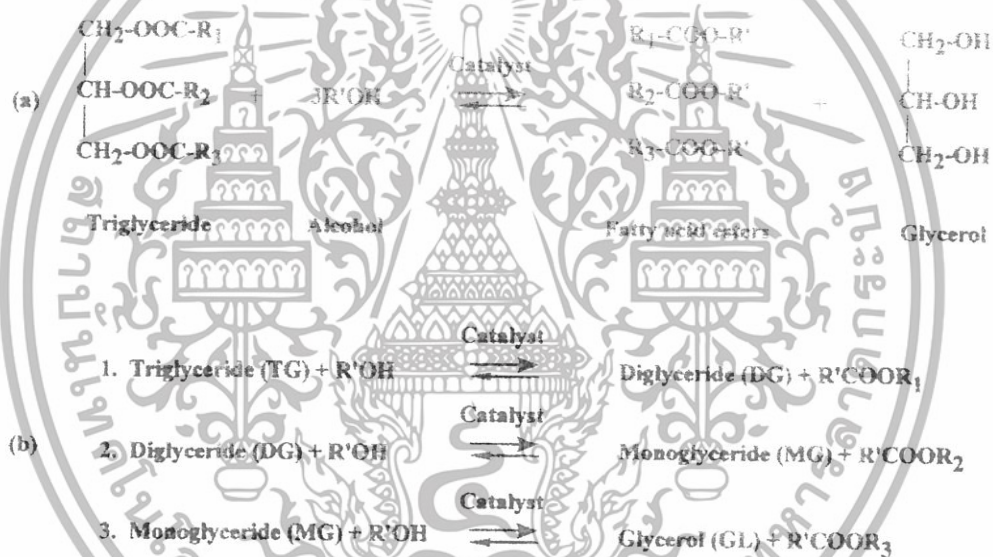 CH2-OOC-R1 R1-COO-R' CH2-OH
Catalyst
(a) CH-OOC-R2 + 3R'OH R2-COO-R' + CH-OH
CH2-OOC-R3 R3-COO-R' CH2-OH
Triglyceride Alcohol Fatty acid esters Glycerol
Catalyst
1. Triglyceride (TG) + R'OH Diglyceride (DG) + R'COOR1
Catalyst
(b) 2. Diglyceride (DG) + R'OH Monoglyceride (MG) + R'COOR2
Catalyst
3. Monoglyceride (MG) + R'OH Glycerol (GL) + R'COOR3